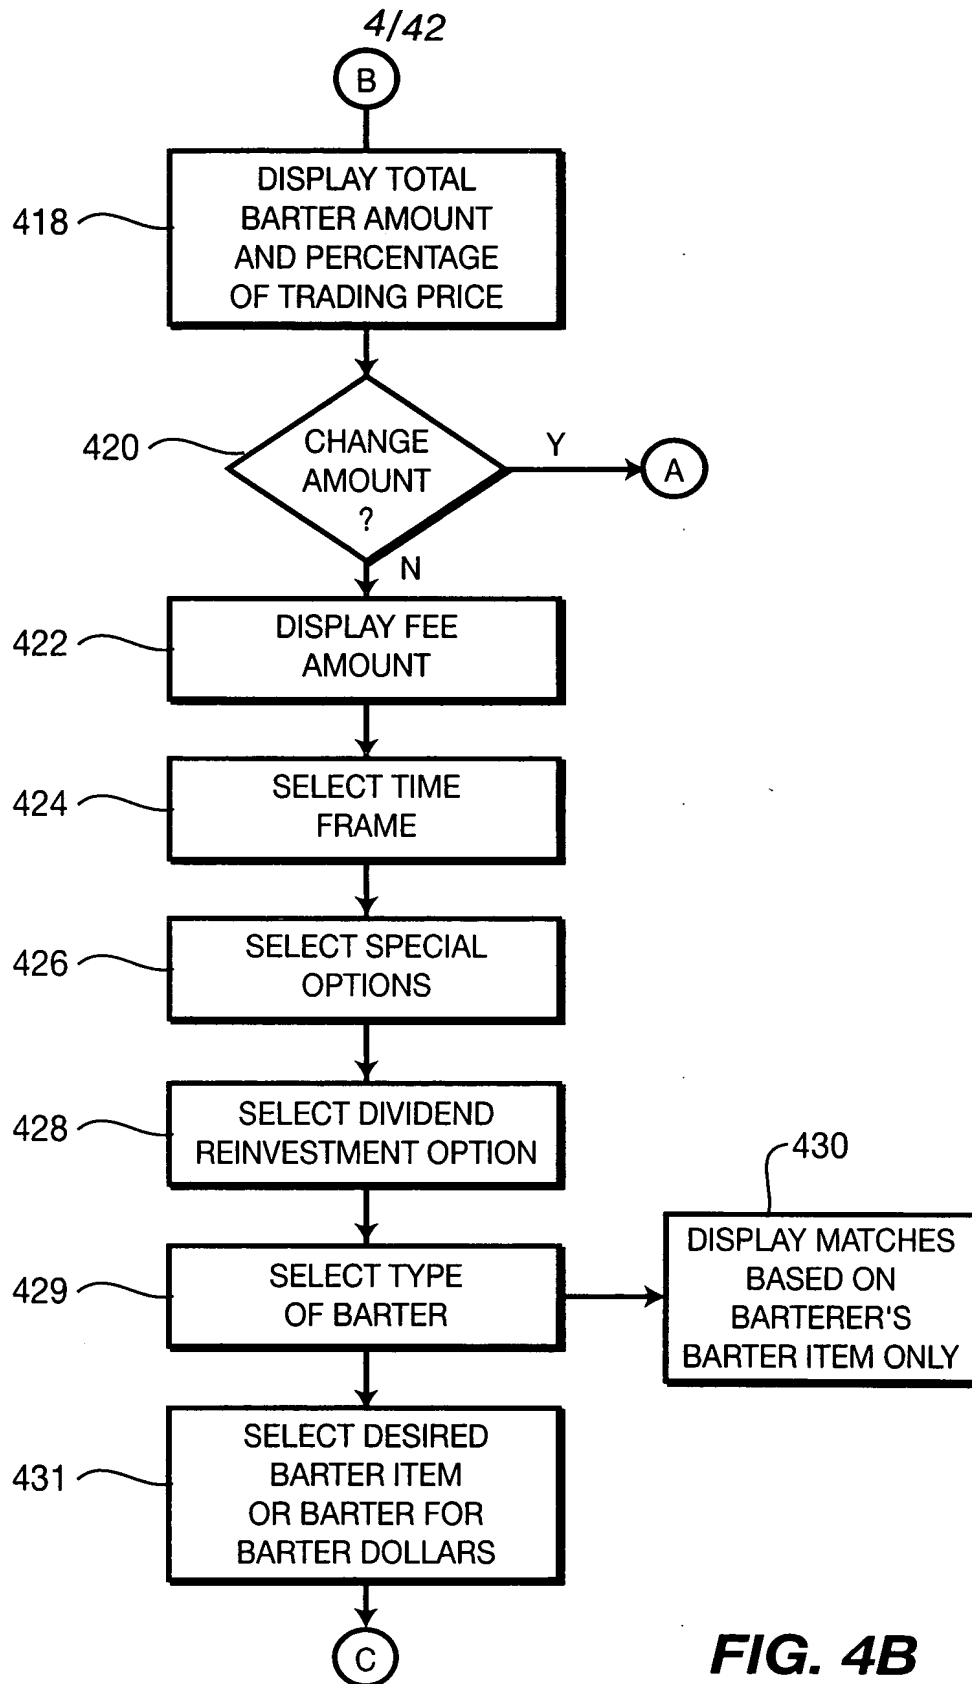 4/42
B
DISPLAY TOTAL
BARTER AMOUNT
AND PERCENTAGE
OF TRADING PRICE
418
CHANGE
AMOUNT
?
420
Y
A
N
DISPLAY FEE
AMOUNT
422
SELECT TIME
FRAME
424
SELECT SPECIAL
OPTIONS
426
SELECT DIVIDEND
REINVESTMENT OPTION
428
SELECT TYPE
OF BARTER
429
430
DISPLAY MATCHES
BASED ON
BARTERER'S
BARTER ITEM ONLY
SELECT DESIRED
BARTER ITEM
OR BARTER FOR
BARTER DOLLARS
431
C
FIG. 4B